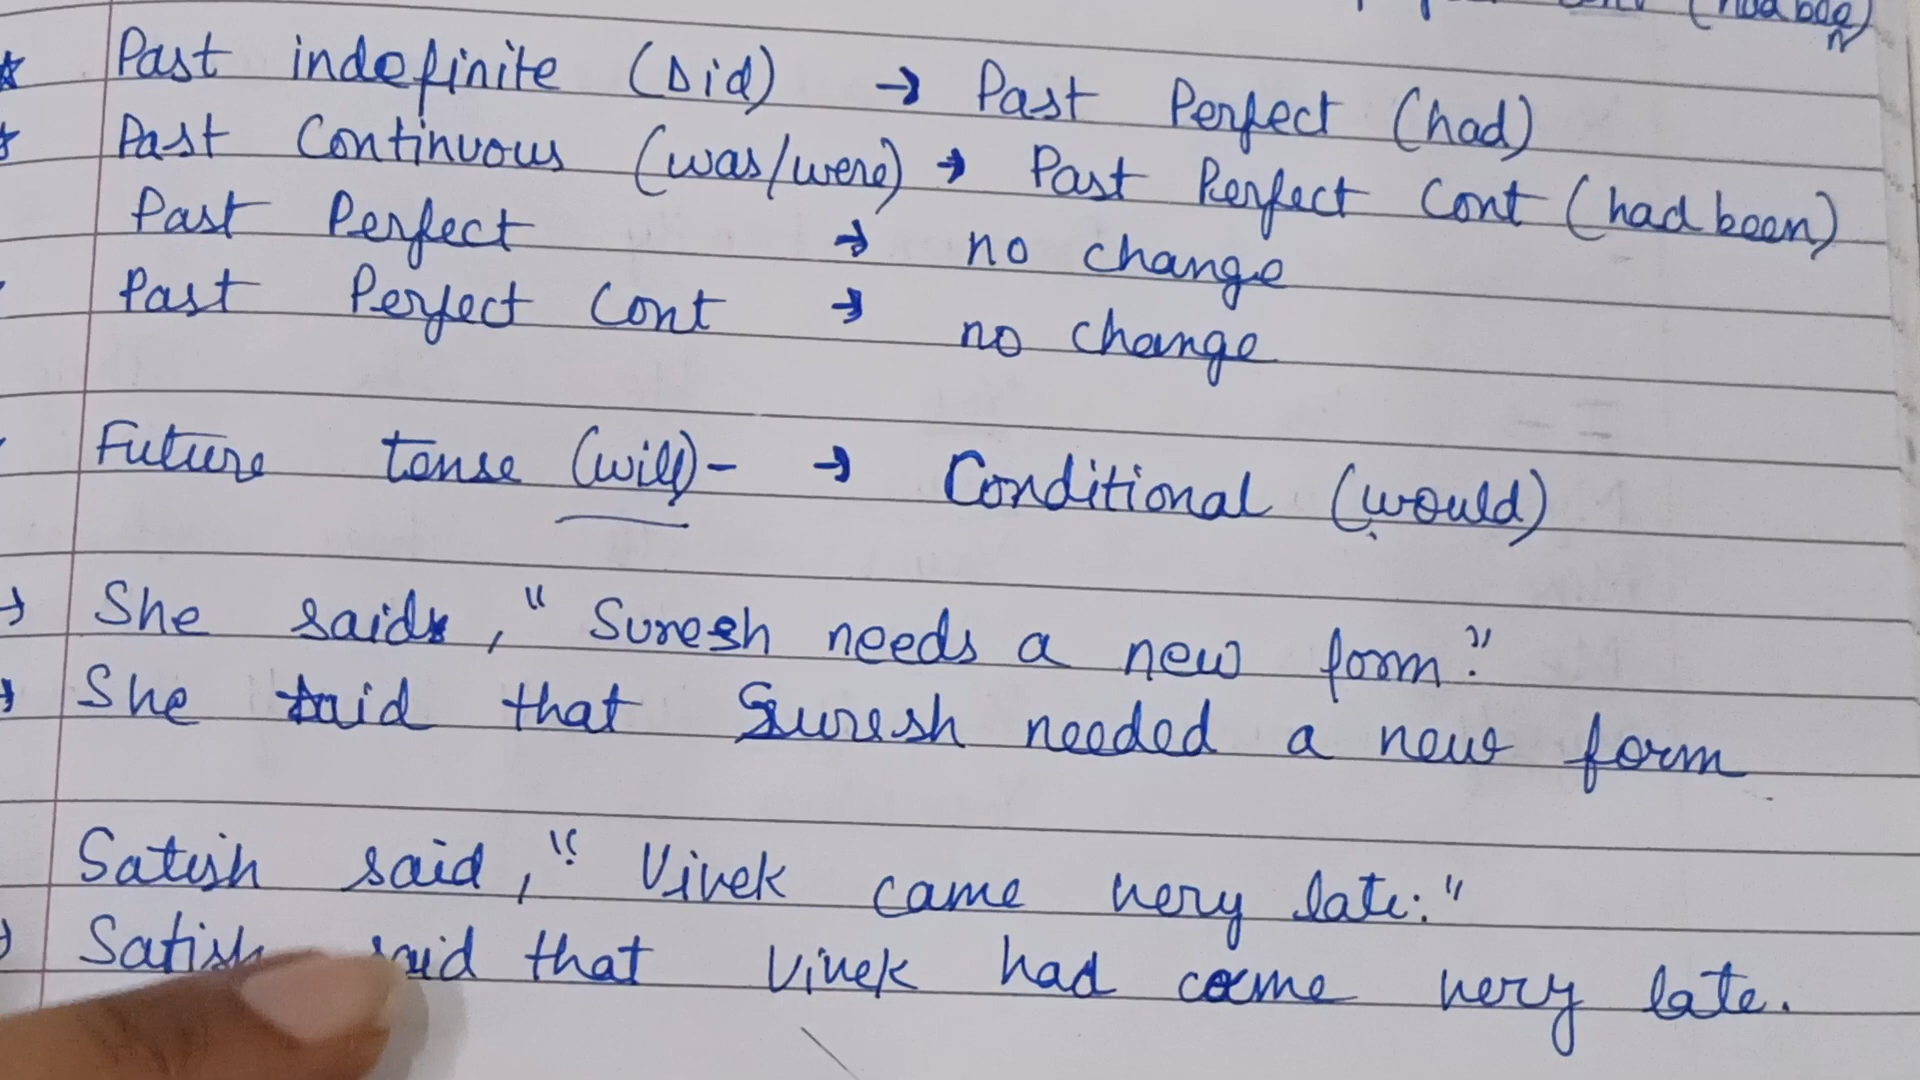 (had been)
Past indefinite (Did) → Past Perfect (had)
Past Continuous (was/were) → Past Perfect Cont (had been)
Past Perfect → no change
Past Perfect Cont → no change
Future tense (will) - → Conditional (would)
→ She said, "Suresh needs a new form."
→ She said that Suresh needed a new form
Satish said, "Vivek came very late."
Satish said that Vivek had come very late.